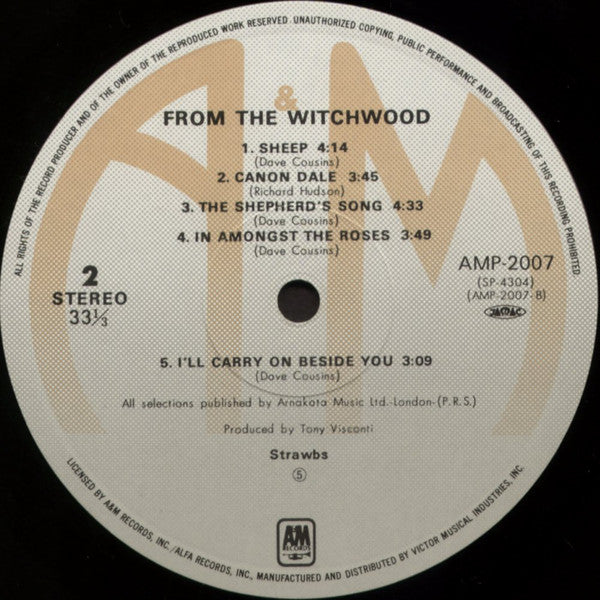 ALL RIGHTS OF THE RECORD PRODUCER AND OF THE OWNER OF THE REPRODUCED WORK RESERVED. UNAUTHORIZED COPYING, PUBLIC PERFORMANCE AND BROADCASTING OF THIS RECORDING PROHIBITED.
A&M
FROM THE WITCHWOOD
1. SHEEP 4:14
(Dave Cousins)
2. CANON DALE 3:45
(Richard Hudson)
3. THE SHEPHERD'S SONG 4:33
(Dave Cousins)
4. IN AMONGST THE ROSES 3:49
(Dave Cousins)
2
STEREO
33⅓
AMP-2007
(SP-4304)
(AMP-2007-B)
JASRAC
5. I'LL CARRY ON BESIDE YOU 3:09
(Dave Cousins)
All selections published by Arnakata Music Ltd.-London-(P.R.S.)
Produced by Tony Visconti
Strawbs
⑤
A&M
RECORDS
LICENSED BY A&M RECORDS, INC./ALFA RECORDS, INC., MANUFACTURED AND DISTRIBUTED BY VICTOR MUSICAL INDUSTRIES, INC.